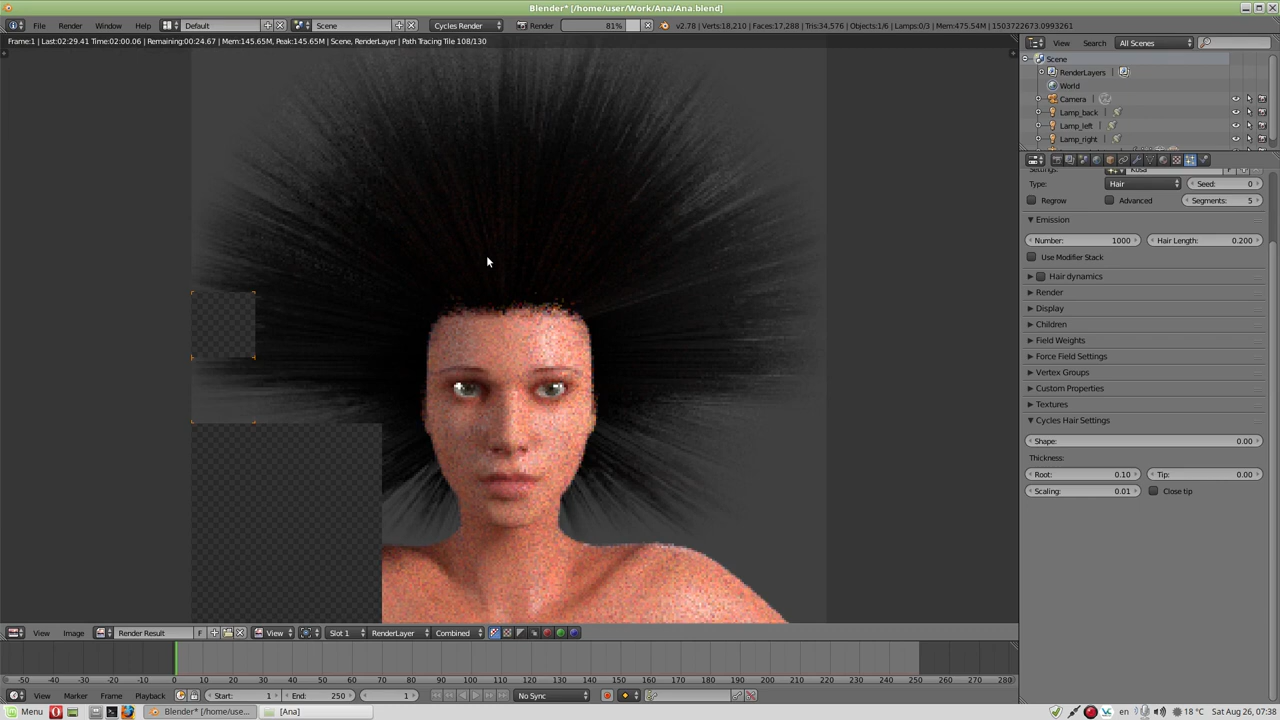 Blender* [/home/user/Work/Ana/Ana.blend]
File Render Window Help Default Scene Cycles Render Render 81% v2.78 | Verts:18,210 | Faces:17,288 | Tris:34,576 | Objects:1/6 | Lamps:0/3 | Mem:475.54M | 1503722673.0993261
Frame:1 | Last:02:29.41 Time:02:00.06 | Remaining:00:24.67 | Mem:145.65M, Peak:145.65M | Scene, RenderLayer | Path Tracing Tile 108/130
View Search All Scenes
Scene
RenderLayers
World
Camera
Lamp_back
Lamp_left
Lamp_right
Settings:
Type: Hair Seed: 0
Regrow Advanced Segments: 5
Emission
Number: 1000 Hair Length: 0.200
Use Modifier Stack
Hair dynamics
Render
Display
Children
Field Weights
Force Field Settings
Vertex Groups
Custom Properties
Textures
Cycles Hair Settings
Shape: 0.00
Thickness:
Root: 0.10 Tip: 0.00
Scaling: 0.01 Close tip
View Image Render Result F View Slot 1 RenderLayer Combined
-50 -40 -30 -20 -10 0 10 20 30 40 50 60 70 80 90 100 110 120 130 140 150 160 170 180 190 200 210 220 230 240 250 260 270 280
View Marker Frame Playback Start: 1 End: 250 1 No Sync
Menu Blender* [/home/use... [Ana] en 18 °C Sat Aug 26, 07:38